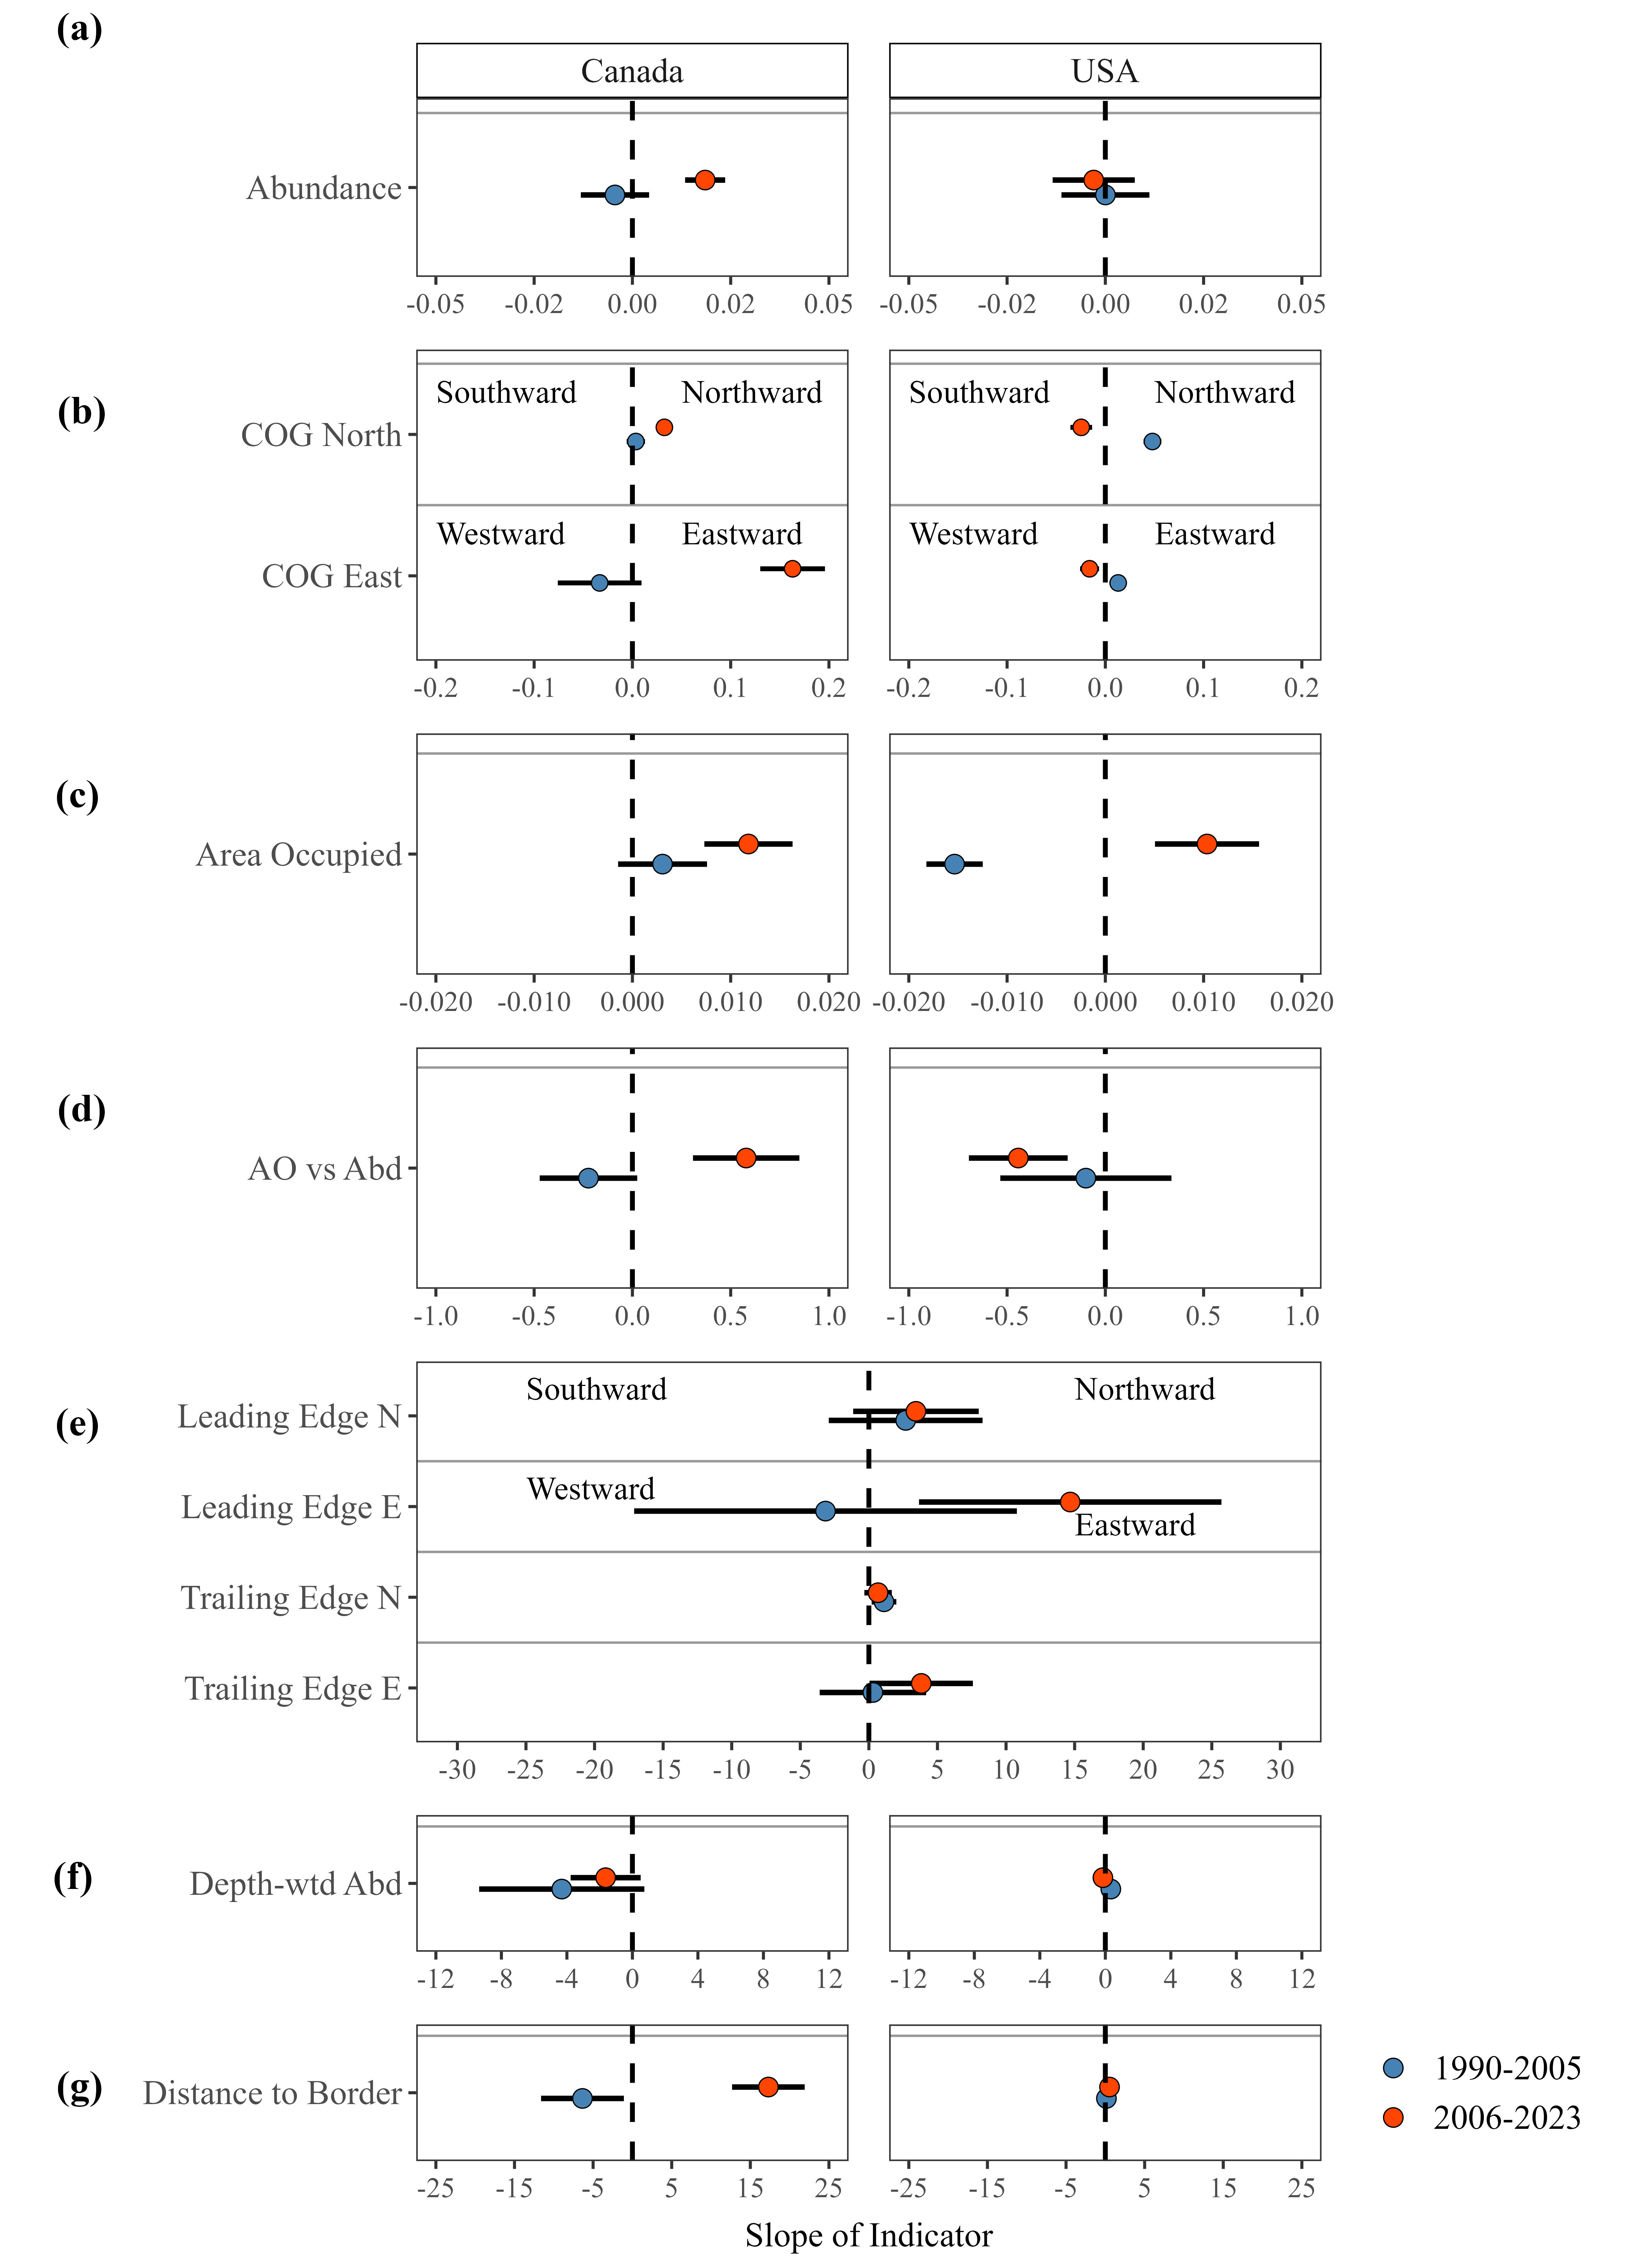 (a)
Canada USA
Abundance
-0.05 -0.02 0.00 0.02 0.05 -0.05 -0.02 0.00 0.02 0.05
(b)
Southward Northward Southward Northward
COG North
Westward Eastward Westward Eastward
COG East
-0.2 -0.1 0.0 0.1 0.2 -0.2 -0.1 0.0 0.1 0.2
(c)
Area Occupied
-0.020 -0.010 0.000 0.010 0.020 -0.020 -0.010 0.000 0.010 0.020
(d)
AO vs Abd
-1.0 -0.5 0.0 0.5 1.0 -1.0 -0.5 0.0 0.5 1.0
Southward Northward
(e)
Leading Edge N
Westward
Leading Edge E
Eastward
Trailing Edge N
Trailing Edge E
-30 -25 -20 -15 -10 -5 0 5 10 15 20 25 30
(f)
Depth-wtd Abd
-12 -8 -4 0 4 8 12 -12 -8 -4 0 4 8 12
(g)
Distance to Border
1990-2005
2006-2023
-25 -15 -5 5 15 25 -25 -15 -5 5 15 25
Slope of Indicator